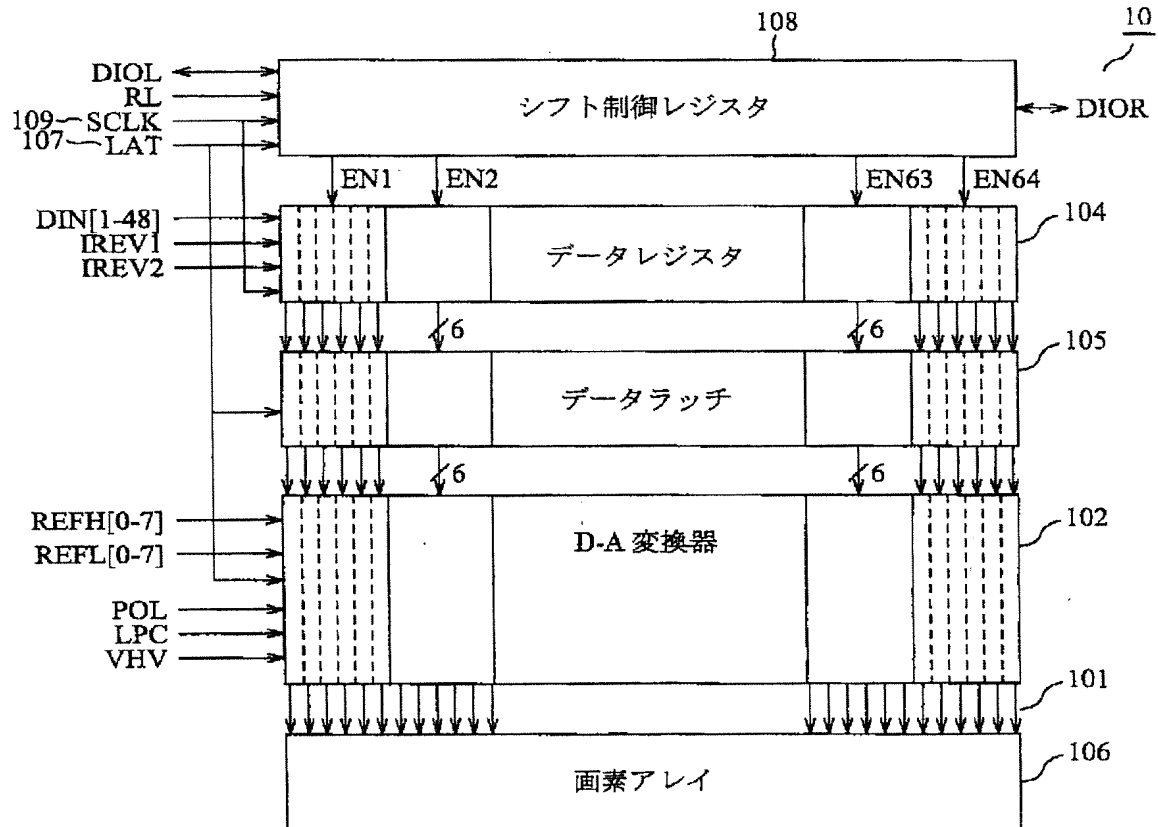 10
108
DIOL
RL
109 SCLK
107 LAT
シフト制御レジスタ
DIOR
EN1
EN2
EN63
EN64
DIN[1-48]
IREV1
IREV2
データレジスタ
104
6
6
データラッチ
105
6
6
REFH[0-7]
REFL[0-7]
POL
LPC
VHV
D-A 変換器
102
101
画素アレイ
106